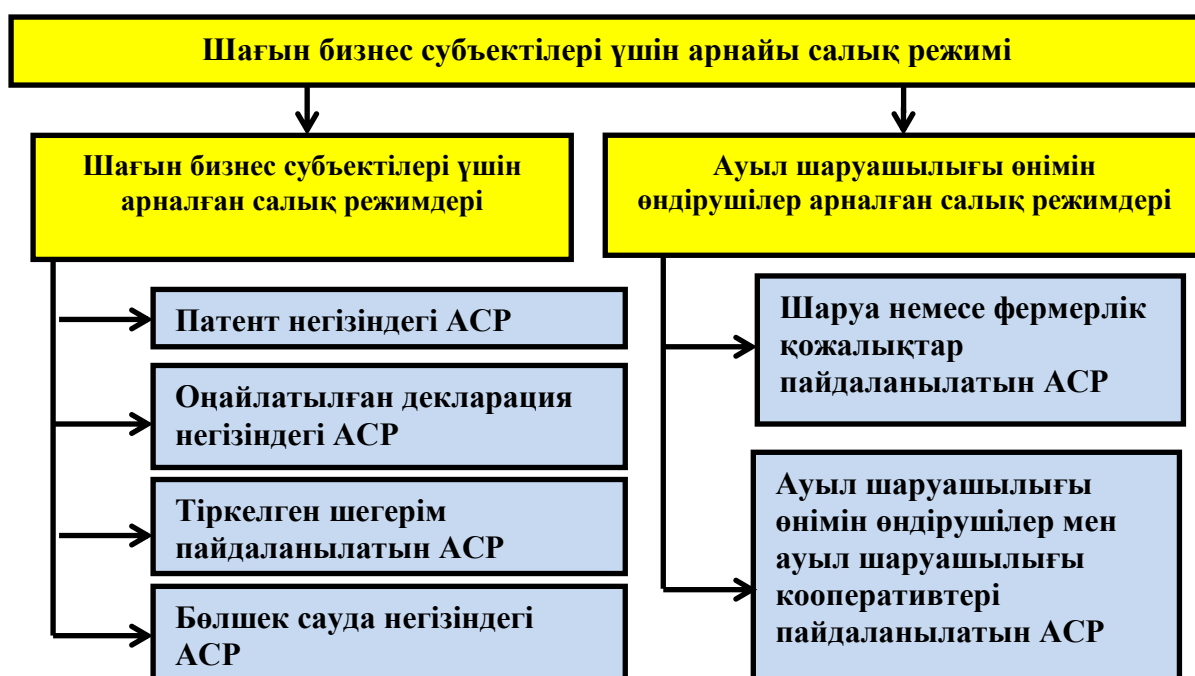 Шағын бизнес субъектілері үшін арнайы салық режимі
Шағын бизнес субъектілері үшін
арналған салық режимдері
Патент негізіндегі АСР
Оңайлатылған декларация
негізіндегі АСР
Тіркелген шегерім
пайдаланылатын АСР
Бөлшек сауда негізіндегі
АСР
Ауыл шаруашылығы өнімін
өндірушілер арналған салық режимдері
Шаруа немесе фермерлік
қожалықтар
пайдаланылатын АСР
Ауыл шаруашылығы
өнімін өндірушілер мен
ауыл шаруашылығы
кооперативтері
пайдаланылатын АСР